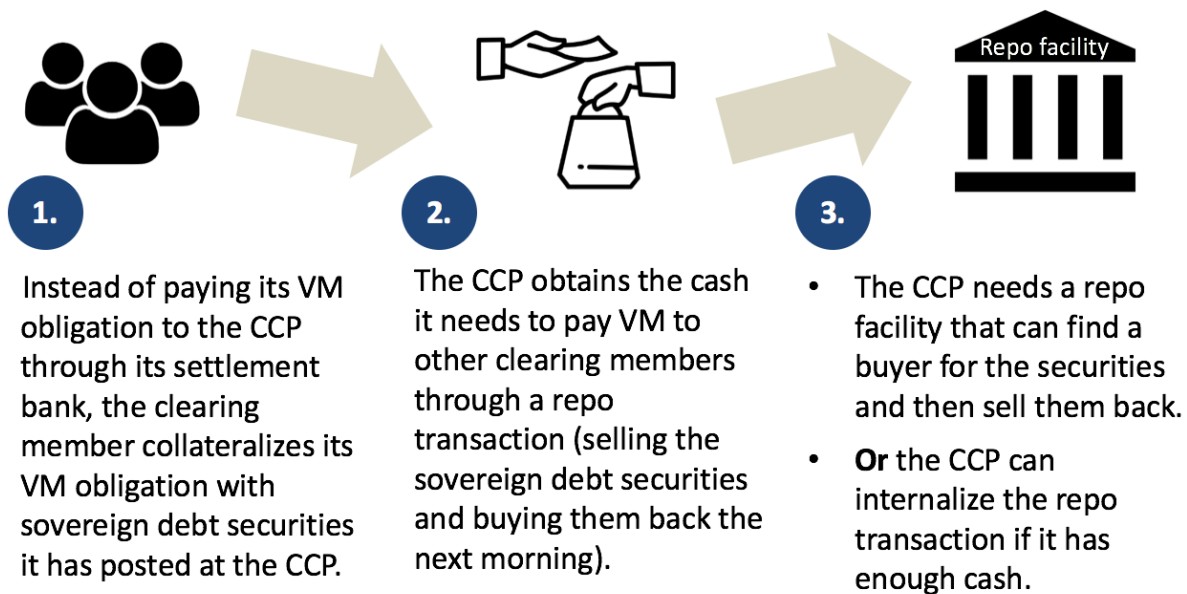 Repo facility
1.
Instead of paying its VM
obligation to the CCP
through its settlement
bank, the clearing
member collateralizes its
VM obligation with
sovereign debt securities
it has posted at the CCP.
2.
The CCP obtains the cash
it needs to pay VM to
other clearing members
through a repo
transaction (selling the
sovereign debt securities
and buying them back the
next morning).
3.
• The CCP needs a repo
facility that can find a
buyer for the securities
and then sell them back.
• Or the CCP can
internalize the repo
transaction if it has
enough cash.